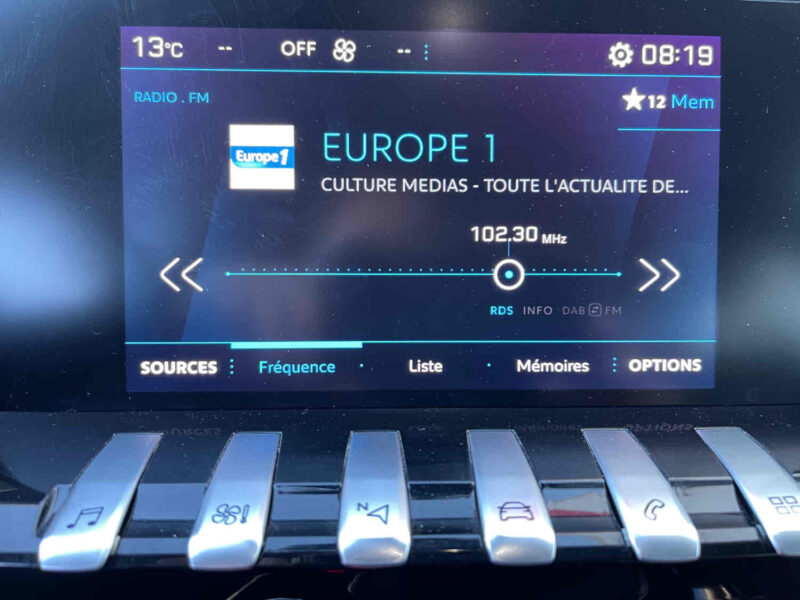 13°C -- OFF -- 08:19
RADIO . FM
12 Mem
Europe 1
EUROPE 1
CULTURE MEDIAS - TOUTE L'ACTUALITE DE...
102.30 MHz
RDS INFO DAB FM
SOURCES Fréquence Liste Mémoires OPTIONS
N